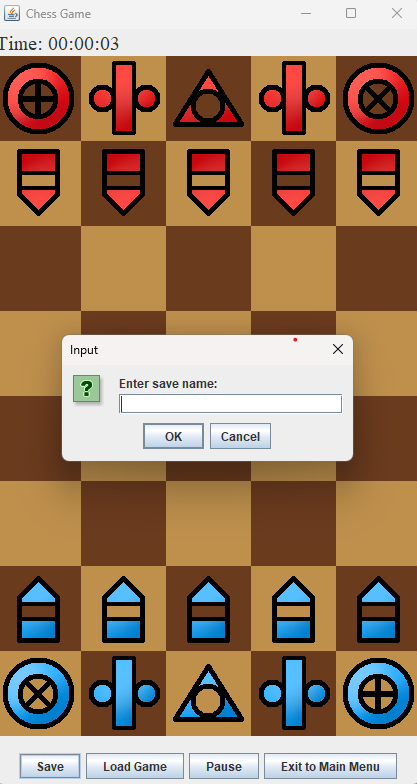 Chess Game
Time: 00:00:03
Input
?
Enter save name:
OK Cancel
Save Load Game Pause Exit to Main Menu